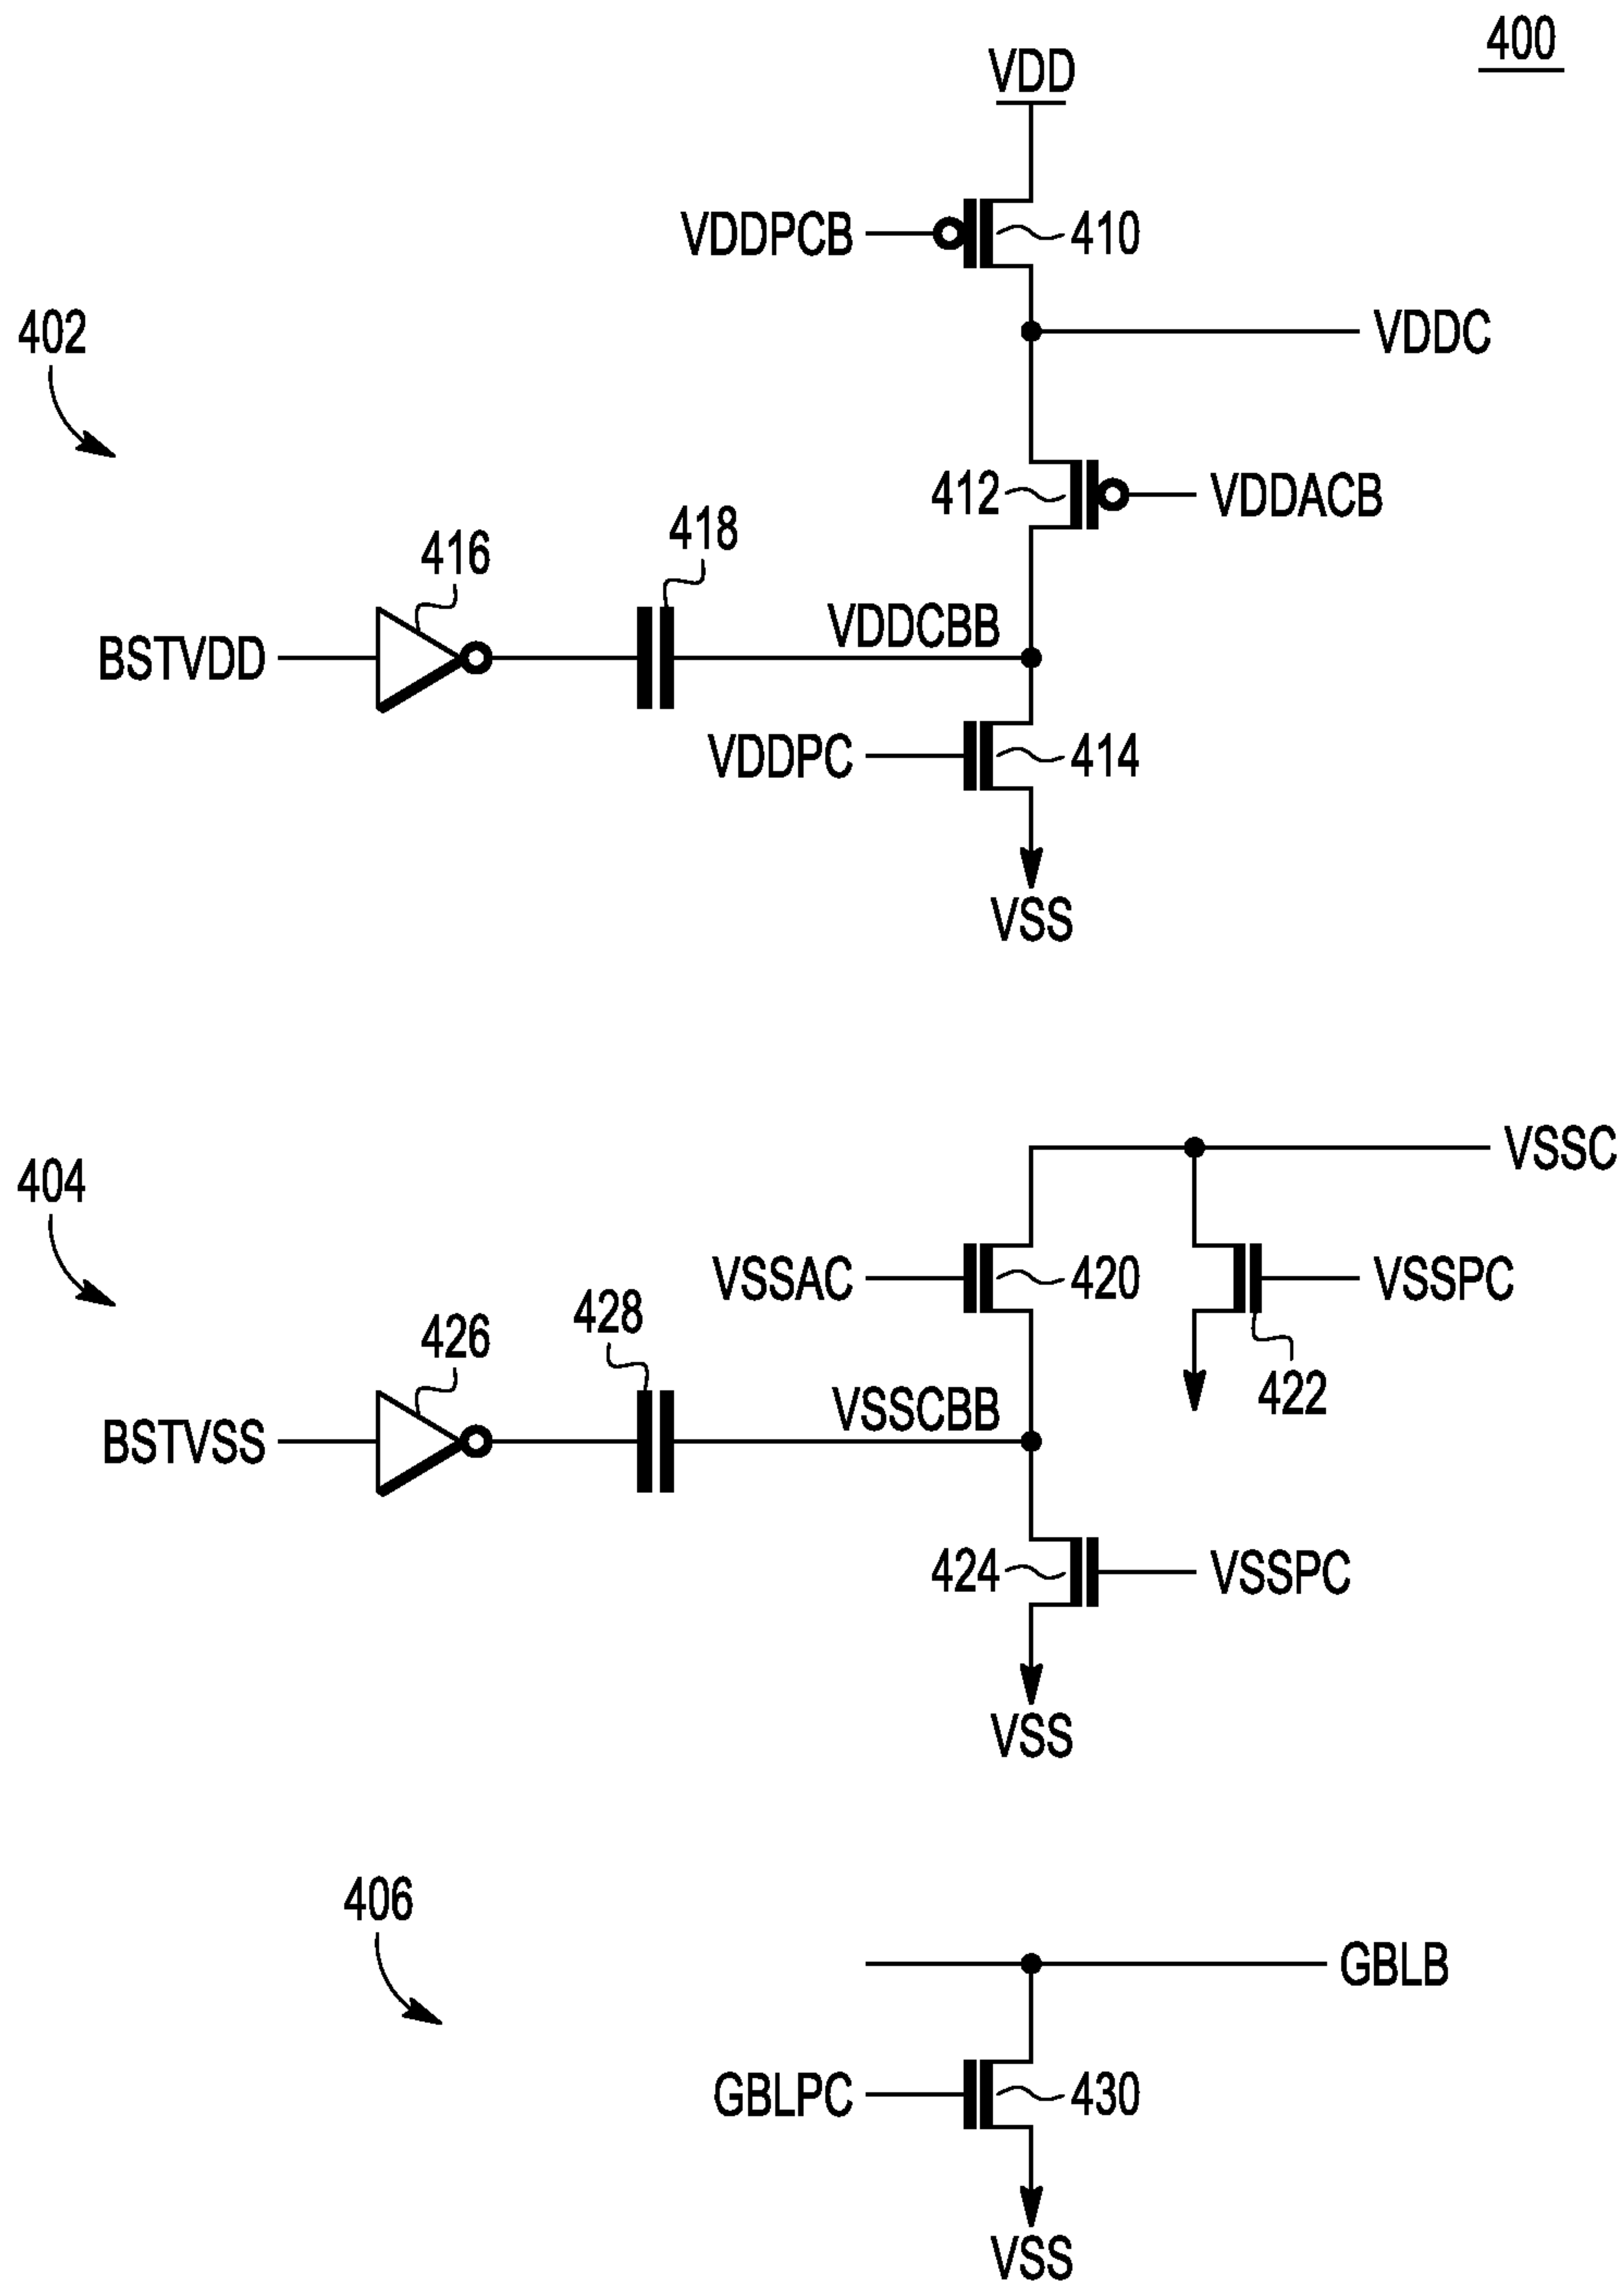 400
VDD
VDDPCB
410
402
VDDC
412
VDDACB
416
418
VDDCBB
BSTVDD
VDDPC
414
VSS
404
VSSC
VSSAC
420
VSSPC
426
428
422
VSSCBB
BSTVSS
424
VSSPC
VSS
406
GBLB
GBLPC
430
VSS